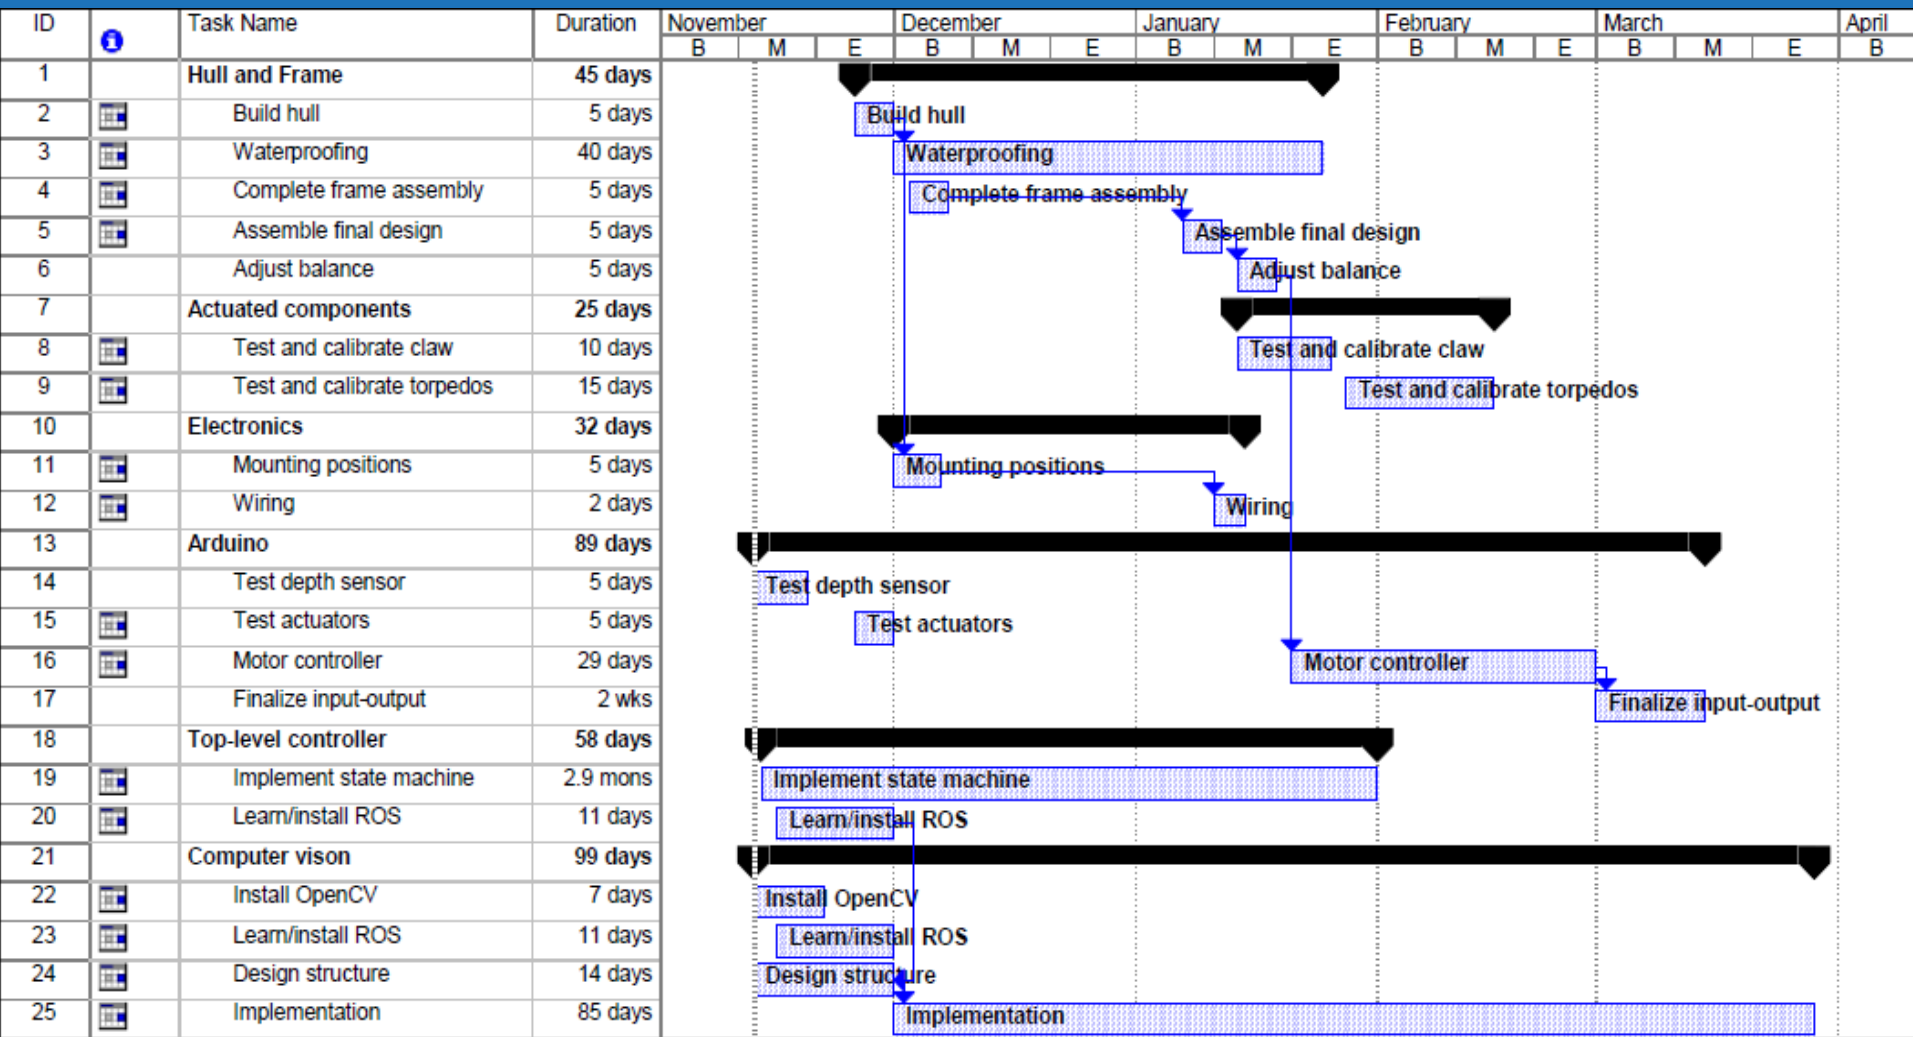 ID Task Name Duration November December January February March April
B M E B M E B M E B M E B M E B
1 Hull and Frame 45 days
2 Build hull 5 days Build hull
3 Waterproofing 40 days Waterproofing
4 Complete frame assembly 5 days Complete frame assembly
5 Assemble final design 5 days Assemble final design
6 Adjust balance 5 days Adjust balance
7 Actuated components 25 days
8 Test and calibrate claw 10 days Test and calibrate claw
9 Test and calibrate torpedos 15 days Test and calibrate torpedos
10 Electronics 32 days
11 Mounting positions 5 days Mounting positions
12 Wiring 2 days Wiring
13 Arduino 89 days
14 Test depth sensor 5 days Test depth sensor
15 Test actuators 5 days Test actuators
16 Motor controller 29 days Motor controller
17 Finalize input-output 2 wks Finalize input-output
18 Top-level controller 58 days
19 Implement state machine 2.9 mons Implement state machine
20 Learn/install ROS 11 days Learn/install ROS
21 Computer vison 99 days
22 Install OpenCV 7 days Install OpenCV
23 Learn/install ROS 11 days Learn/install ROS
24 Design structure 14 days Design structure
25 Implementation 85 days Implementation